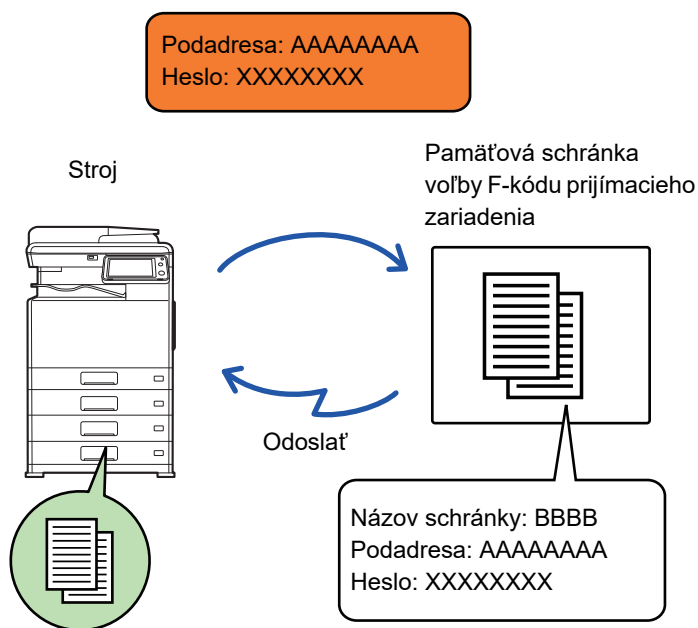 Podadresa: AAAAAAAA
Heslo: XXXXXXXX
Stroj
Pamäťová schránka
voľby F-kódu prijímacieho
zariadenia
Odoslať
Názov schránky: BBBB
Podadresa: AAAAAAAA
Heslo: XXXXXXXX